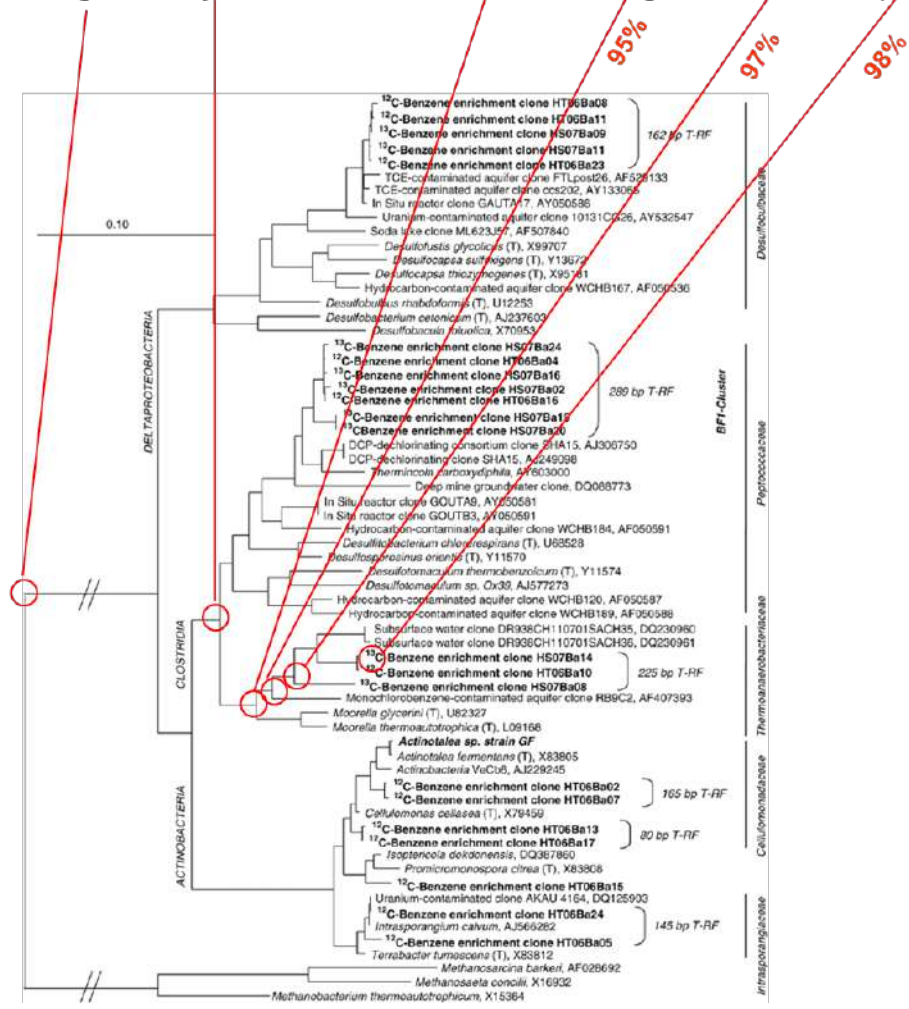 95%
97%
98%
¹²C-Benzene enrichment clone HT06Ba08
¹²C-Benzene enrichment clone HT06Ba11
¹³C-Benzene enrichment clone HS07Ba09
¹³C-Benzene enrichment clone HS07Ba11
¹²C-Benzene enrichment clone HT06Ba23
162 bp T-RF
TCE-contaminated aquifer clone FTLpost26, AF529133
TCE-contaminated aquifer clone ccs202, AY133065
In Situ reactor clone GAUTA17, AY050588
Uranium-contaminated aquifer clone 10131CG26, AY532547
Soda lake clone ML623J57, AF507840
Desulfofustis glycolicus (T), X99707
Desulfocapsa sulfexigens (T), Y13672
Desulfocapsa thiozymogenes (T), X95181
Hydrocarbon-contaminated aquifer clone WCHB167, AF050536
Desulfobulbus rhabdoformis (T), U12253
Desulfobacterium cetonicum (T), AJ237603
Desulfobacula toluolica, X70953
Desulfobulbaceae
0.10
DELTAPROTEOBACTERIA
¹³C-Benzene enrichment clone HS07Ba24
¹²C-Benzene enrichment clone HT06Ba04
¹³C-Benzene enrichment clone HS07Ba16
¹³C-Benzene enrichment clone HS07Ba02
¹²C-Benzene enrichment clone HT06Ba16
¹³C-Benzene enrichment clone HS07Ba19
¹³CBenzene enrichment clone HS07Ba20
289 bp T-RF
BF1-Cluster
DCP-dechlorinating consortium clone SHA15, AJ306750
DCP-dechlorinating clone SHA15, AJ249098
Thermincola carboxydiphila, AY603000
Deep mine groundwater clone, DQ088773
In Situ reactor clone GOUTA9, AY050581
In Situ reactor clone GOUTB3, AY050591
Hydrocarbon-contaminated aquifer clone WCHB184, AF050591
Desulfitobacterium chlorerespirans (T), U68528
Desulfosporosinus orientis (T), Y11570
Desulfotomaculum thermobenzoicum (T), Y11574
Desulfotomaculum sp. Ox39, AJ577273
Hydrocarbon-contaminated aquifer clone WCHB120, AF050587
Hydrocarbon-contaminated aquifer clone WCHB189, AF050588
Peptococcaceae
CLOSTRIDIA
Subsurface water clone DR938CH110701SACH35, DQ230960
Subsurface water clone DR938CH110701SACH36, DQ230961
¹³C-Benzene enrichment clone HS07Ba14
¹²C-Benzene enrichment clone HT06Ba10
225 bp T-RF
¹³C-Benzene enrichment clone HS07Ba08
Monochlorobenzene-contaminated aquifer clone RB9C2, AF407393
Moorella glycerini (T), U82327
Moorella thermoautotrophica (T), L09168
Thermoanaerobacteriaceae
ACTINOBACTERIA
Actinotalea sp. strain GF
Actinotalea fermentans (T), X83805
Actinobacteria VeCb8, AJ229245
¹²C-Benzene enrichment clone HT06Ba02
¹²C-Benzene enrichment clone HT06Ba07
165 bp T-RF
Cellulomonas cellasea (T), X79459
¹²C-Benzene enrichment clone HT06Ba13
¹²C-Benzene enrichment clone HT06Ba17
80 bp T-RF
Isoptericola dokdonensis, DQ387860
Promicromonospora citrea (T), X83808
¹²C-Benzene enrichment clone HT06Ba15
Cellulomonadaceae
Uranium-contaminated clone AKAU 4164, DQ125903
¹²C-Benzene enrichment clone HT06Ba24
Intrasporangium calvum, AJ566282
145 bp T-RF
¹²C-Benzene enrichment clone HT06Ba05
Terrabacter tumescens (T), X83812
Intrasporangiaceae
Methanosarcina barkeri, AF028692
Methanosaeta concilii, X16932
Methanobacterium thermoautotrophicum, X15364